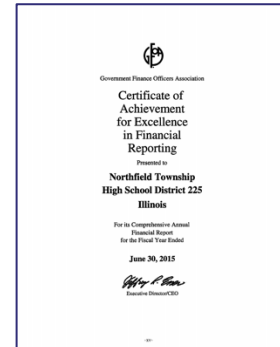 Government Finance Officers Association
Certificate of
Achievement
for Excellence
in Financial
Reporting
Presented to
Northfield Township
High School District 225
Illinois
For its Comprehensive Annual
Financial Report
for the Fiscal Year Ended
June 30, 2015
Executive Director/CEO